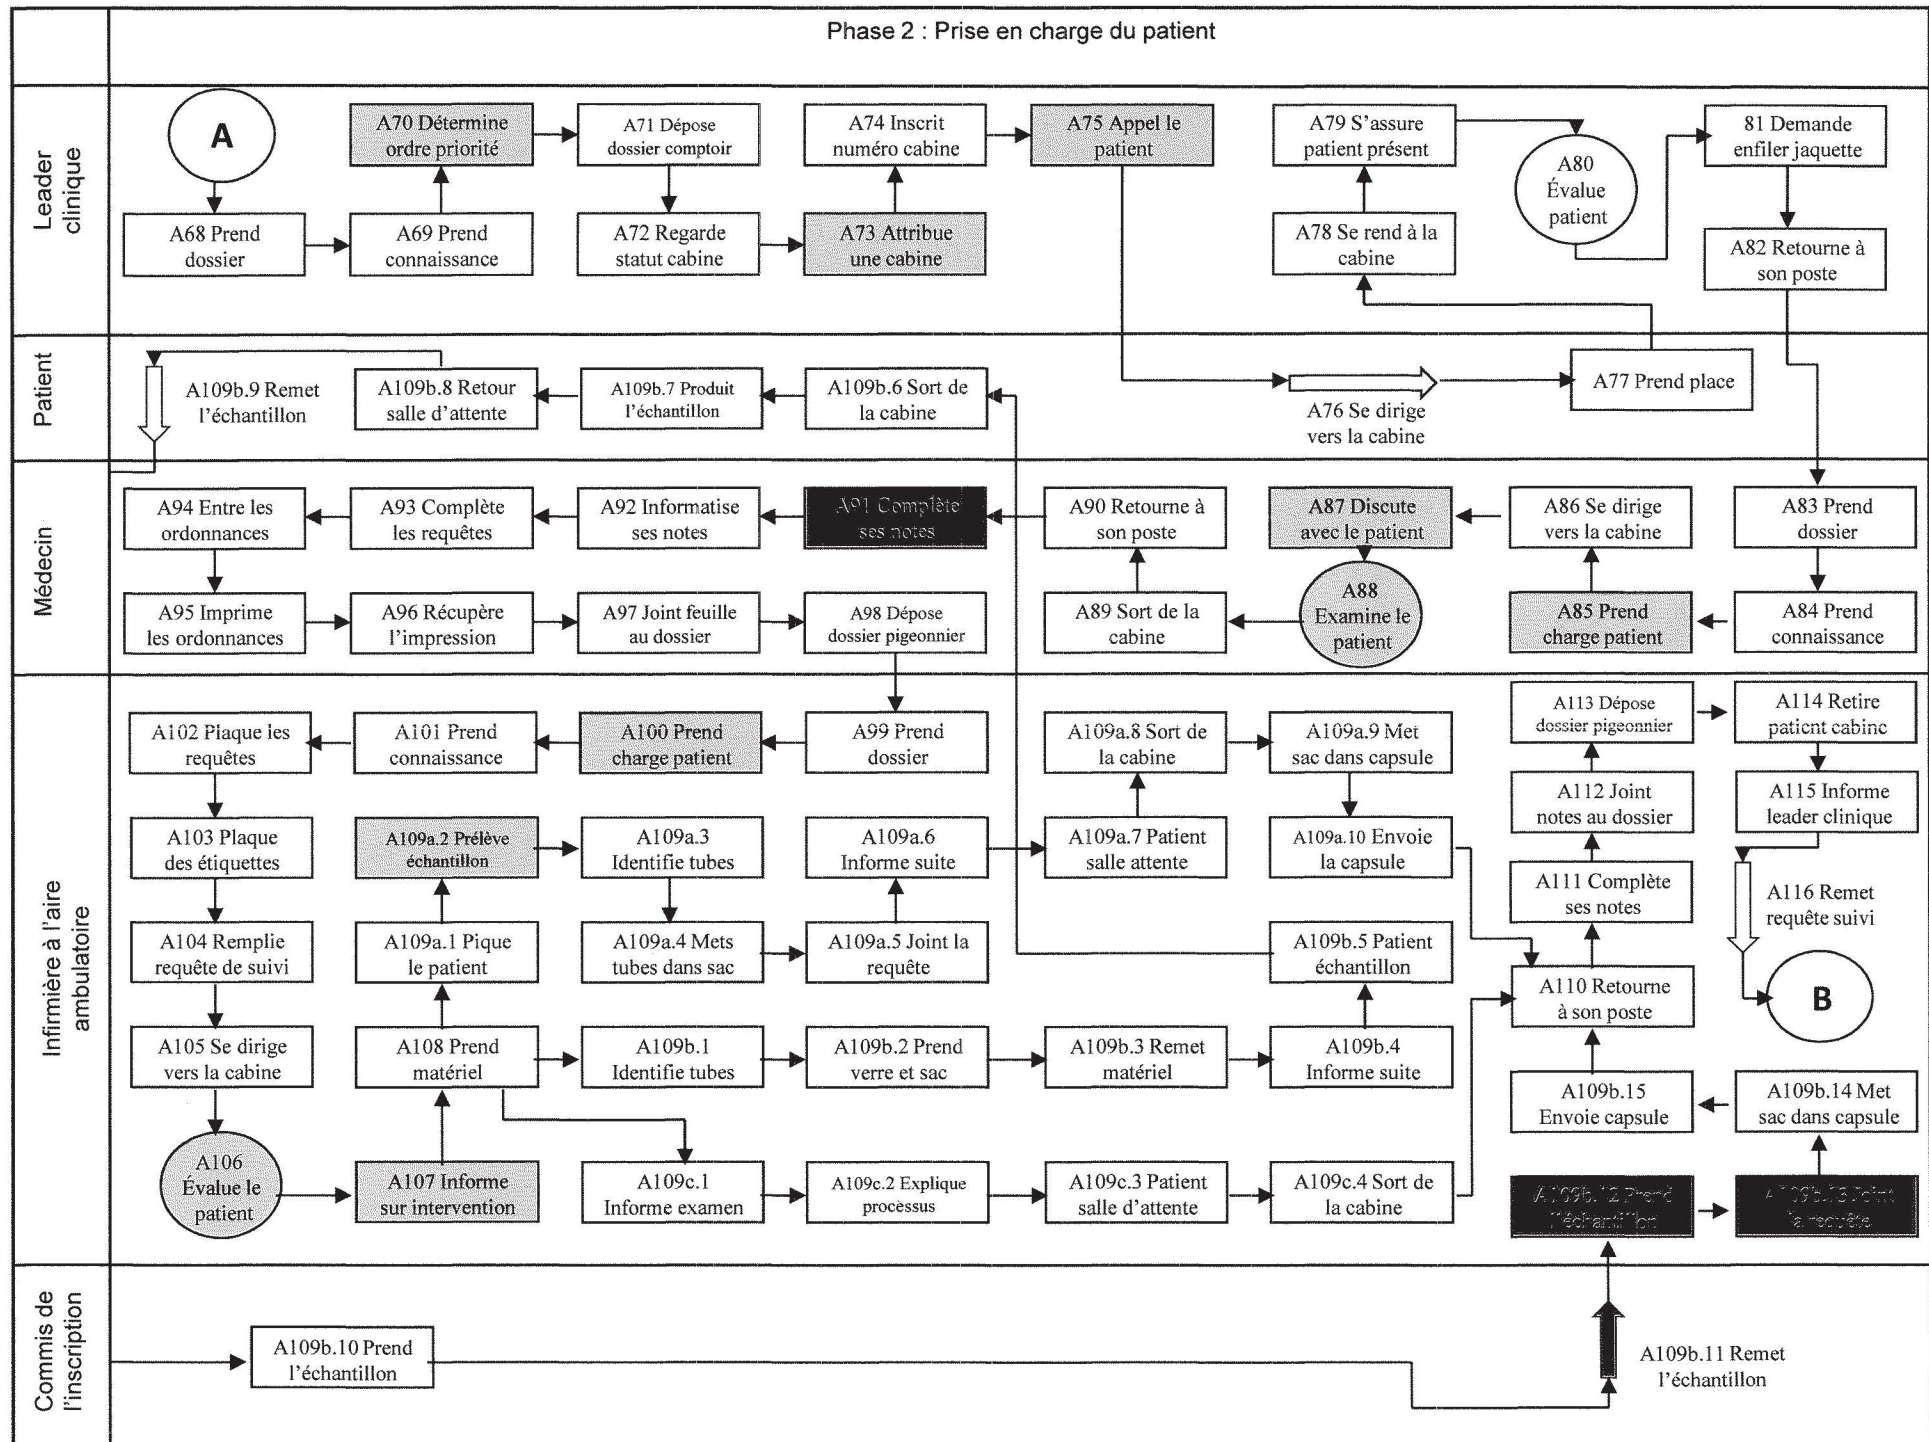 Phase 2 : Prise en charge du patient
Leader
clinique
A
A70 Détermine
ordre priorité
A71 Dépose
dossier comptoir
A74 Inscrit
numéro cabine
A75 Appel le
patient
A79 S'assure
patient présent
A80
Évalue
patient
81 Demande
enfiler jaquette
A68 Prend
dossier
A69 Prend
connaissance
A72 Regarde
statut cabine
A73 Attribue
une cabine
A78 Se rend à la
cabine
A82 Retourne à
son poste
Patient
A109b.9 Remet
l'échantillon
A109b.8 Retour
salle d'attente
A109b.7 Produit
l'échantillon
A109b.6 Sort de
la cabine
A76 Se dirige
vers la cabine
A77 Prend place
Médecin
A94 Entre les
ordonnances
A93 Complète
les requêtes
A92 Informatise
ses notes
A91 Complète
ses notes
A90 Retourne à
son poste
A87 Discute
avec le patient
A86 Se dirige
vers la cabine
A83 Prend
dossier
A95 Imprime
les ordonnances
A96 Récupère
l'impression
A97 Joint feuille
au dossier
A98 Dépose
dossier pigeonnier
A89 Sort de la
cabine
A88
Examine le
patient
A85 Prend
charge patient
A84 Prend
connaissance
Infirmière à l'aire
ambulatoire
A102 Plaque les
requêtes
A101 Prend
connaissance
A100 Prend
charge patient
A99 Prend
dossier
A109a.8 Sort de
la cabine
A109a.9 Met
sac dans capsule
A113 Dépose
dossier pigeonnier
A114 Retire
patient cabine
A103 Plaque
des étiquettes
A109a.2 Prélève
échantillon
A109a.3
Identifie tubes
A109a.6
Informe suite
A109a.7 Patient
salle attente
A109a.10 Envoie
la capsule
A112 Joint
notes au dossier
A115 Informe
leader clinique
A111 Complète
ses notes
A116 Remet
requête suivi
A104 Remplie
requête de suivi
A109a.1 Pique
le patient
A109a.4 Mets
tubes dans sac
A109a.5 Joint la
requête
A109b.5 Patient
échantillon
A110 Retourne
à son poste
B
A105 Se dirige
vers la cabine
A108 Prend
matériel
A109b.1
Identifie tubes
A109b.2 Prend
verre et sac
A109b.3 Remet
matériel
A109b.4
Informe suite
A109b.15
Envoie capsule
A109b.14 Met
sac dans capsule
A106
Évalue le
patient
A107 Informe
sur intervention
A109c.1
Informe examen
A109c.2 Explique
processus
A109c.3 Patient
salle d'attente
A109c.4 Sort de
la cabine
A109b.12 Prend
l'échantillon
A109b.13 Joint
la requête
Commis de
l'inscription
A109b.10 Prend
l'échantillon
A109b.11 Remet
l'échantillon